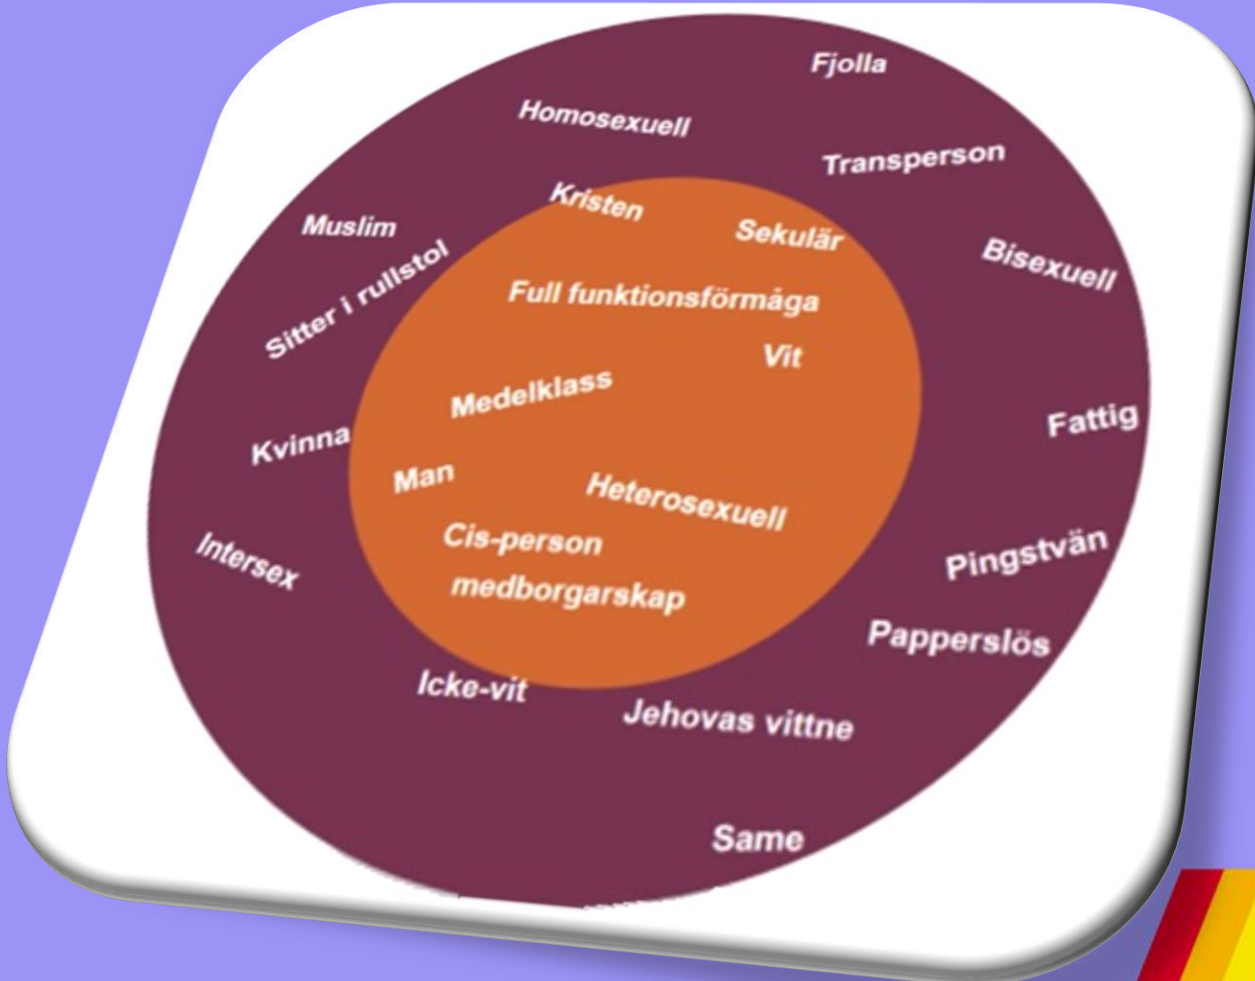 Fjolla
Homosexuell
Transperson
Kristen
Muslim
Sekulär
Bisexuell
Sitter i rullstol
Full funktionsförmåga
Vit
Medelklass
Fattig
Kvinna
Man
Heterosexuell
Cis-person
Intersex
Pingstvän
medborgarskap
Papperslös
Icke-vit
Jehovas vittne
Same